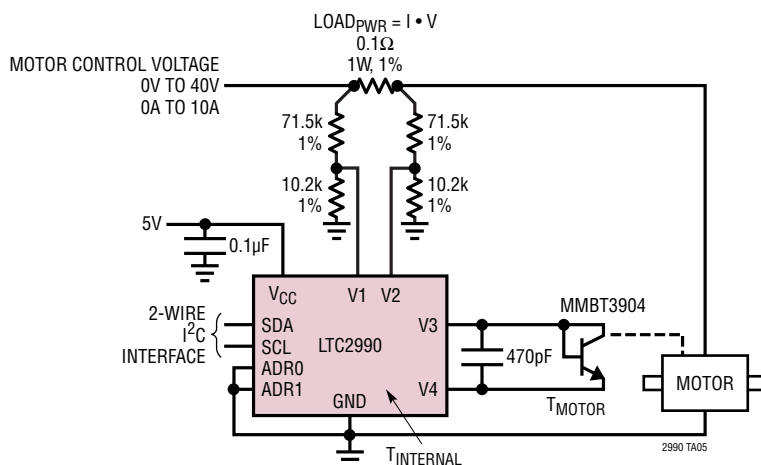 LOADPWR = I • V
0.1Ω
1W, 1%
MOTOR CONTROL VOLTAGE
0V TO 40V
0A TO 10A
71.5k
1%
71.5k
1%
10.2k
1%
10.2k
1%
5V
0.1µF
VCC
V1
V2
MMBT3904
2-WIRE
I2C
INTERFACE
SDA
SCL
ADR0
ADR1
LTC2990
V3
V4
GND
470pF
MOTOR
TMOTOR
TINTERNAL
2990 TA05